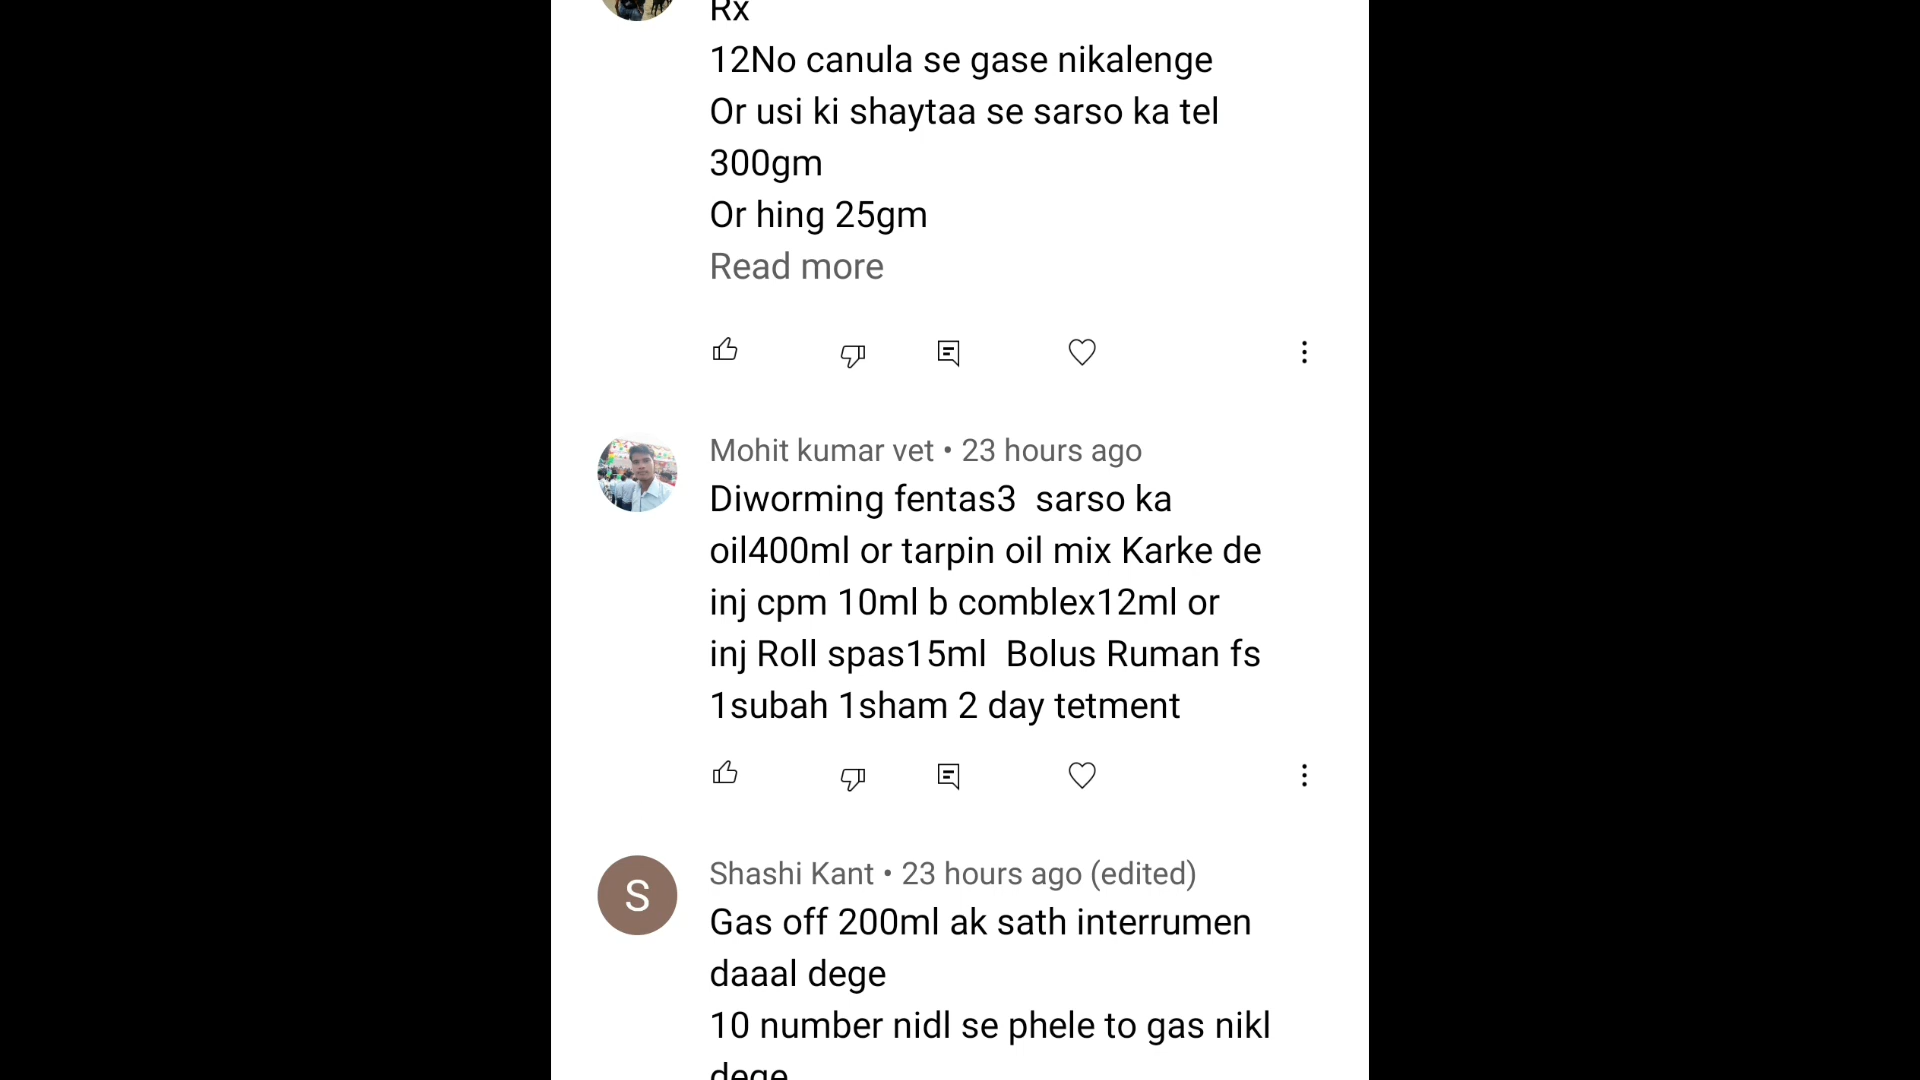 Rx
12No canula se gase nikalenge
Or usi ki shaytaa se sarso ka tel
300gm
Or hing 25gm
Read more
Mohit kumar vet • 23 hours ago
Diworming fentas3 sarso ka
oil400ml or tarpin oil mix Karke de
inj cpm 10ml b comblex12ml or
inj Roll spas15ml Bolus Ruman fs
1subah 1sham 2 day tetment
S
Shashi Kant • 23 hours ago (edited)
Gas off 200ml ak sath interrumen
daaal dege
10 number nidl se phele to gas nikl
dege